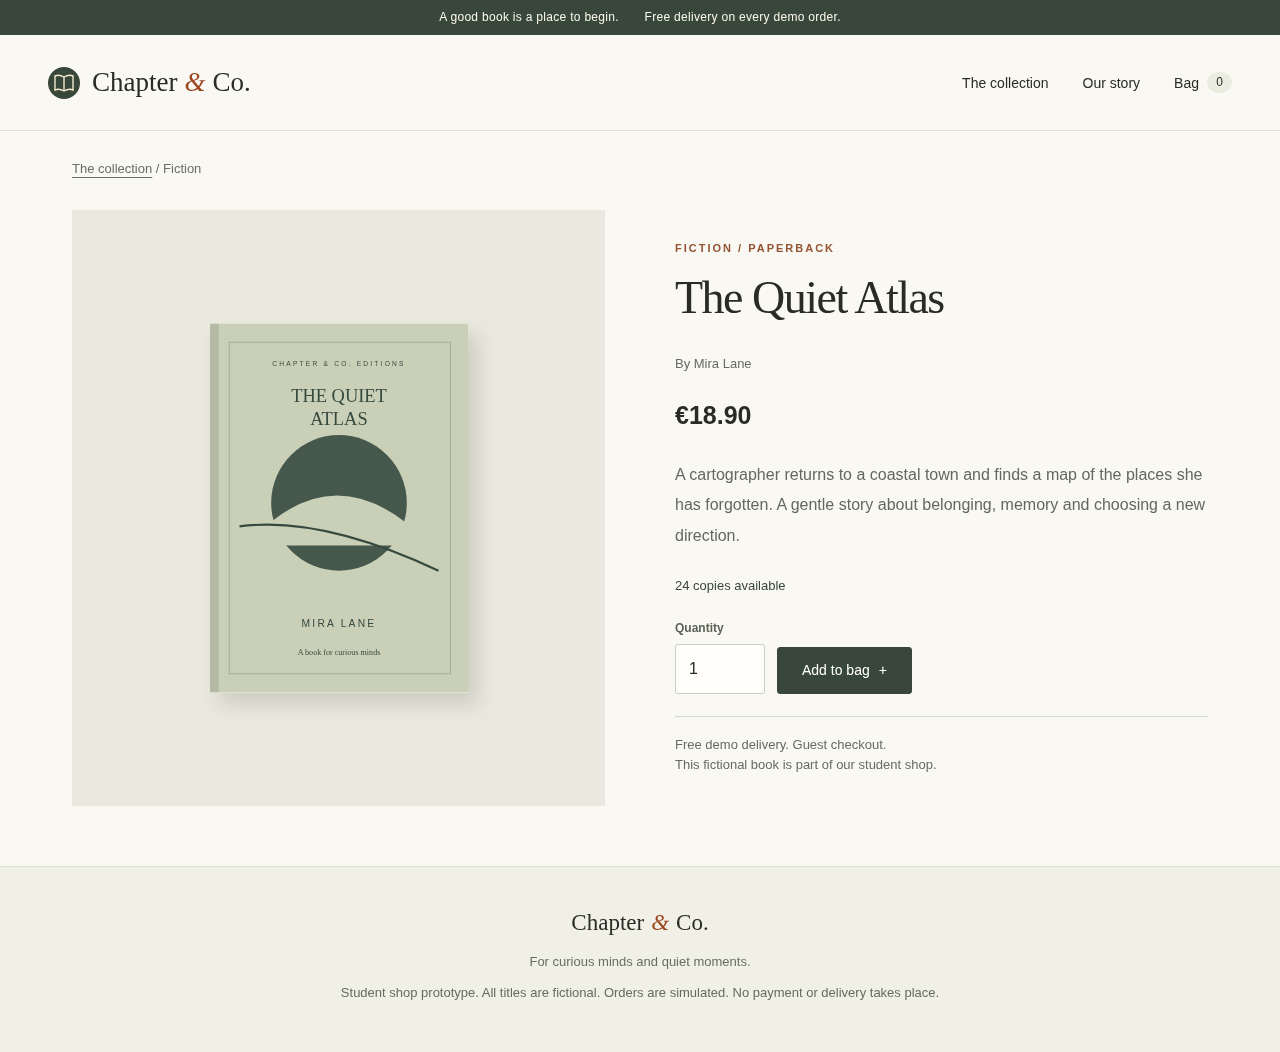 A good book is a place to begin. Free delivery on every demo order.
Chapter & Co.
The collection Our story Bag 0
The collection / Fiction
CHAPTER & CO. EDITIONS
THE QUIET
ATLAS
MIRA LANE
A book for curious minds
FICTION / PAPERBACK
The Quiet Atlas
By Mira Lane
€18.90
A cartographer returns to a coastal town and finds a map of the places she
has forgotten. A gentle story about belonging, memory and choosing a new
direction.
24 copies available
Quantity
1
Add to bag +
Free demo delivery. Guest checkout.
This fictional book is part of our student shop.
Chapter & Co.
For curious minds and quiet moments.
Student shop prototype. All titles are fictional. Orders are simulated. No payment or delivery takes place.